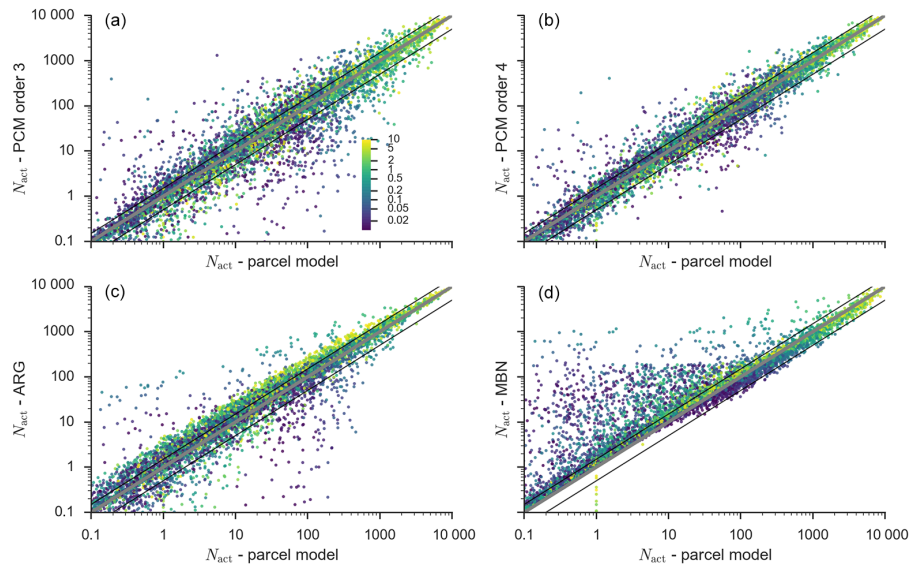 (a)
10 000
1000
100
10
1
0.1
N_act - PCM order 3
0.1 1 10 100 1000 10 000
N_act - parcel model
10
5
2
1
0.5
0.2
0.1
0.05
0.02
(b)
N_act - PCM order 4
0.1
0.1 1 10 100 1000 10 000
N_act - parcel model
(c)
10 000
1000
100
10
1
0.1
N_act - ARG
0.1 1 10 100 1000 10 000
N_act - parcel model
(d)
N_act - MBN
0.1 1 10 100 1000 10 000
N_act - parcel model